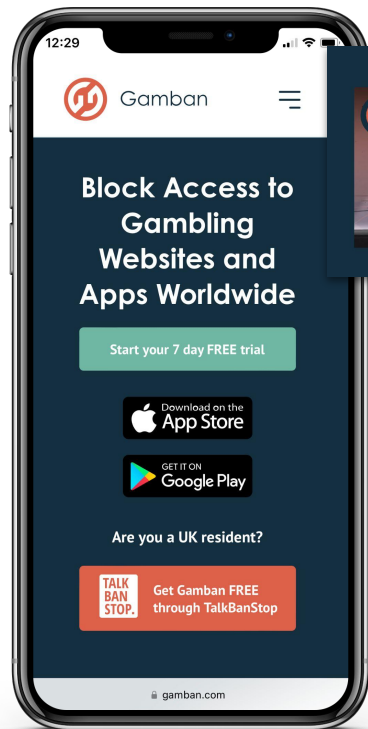 12:29
Gamban
Block Access to
Gambling
Websites and
Apps Worldwide
Start your 7 day FREE trial
Download on the
App Store
GET IT ON
Google Play
Are you a UK resident?
TALK
BAN
STOP.
Get Gamban FREE
through TalkBanStop
gamban.com